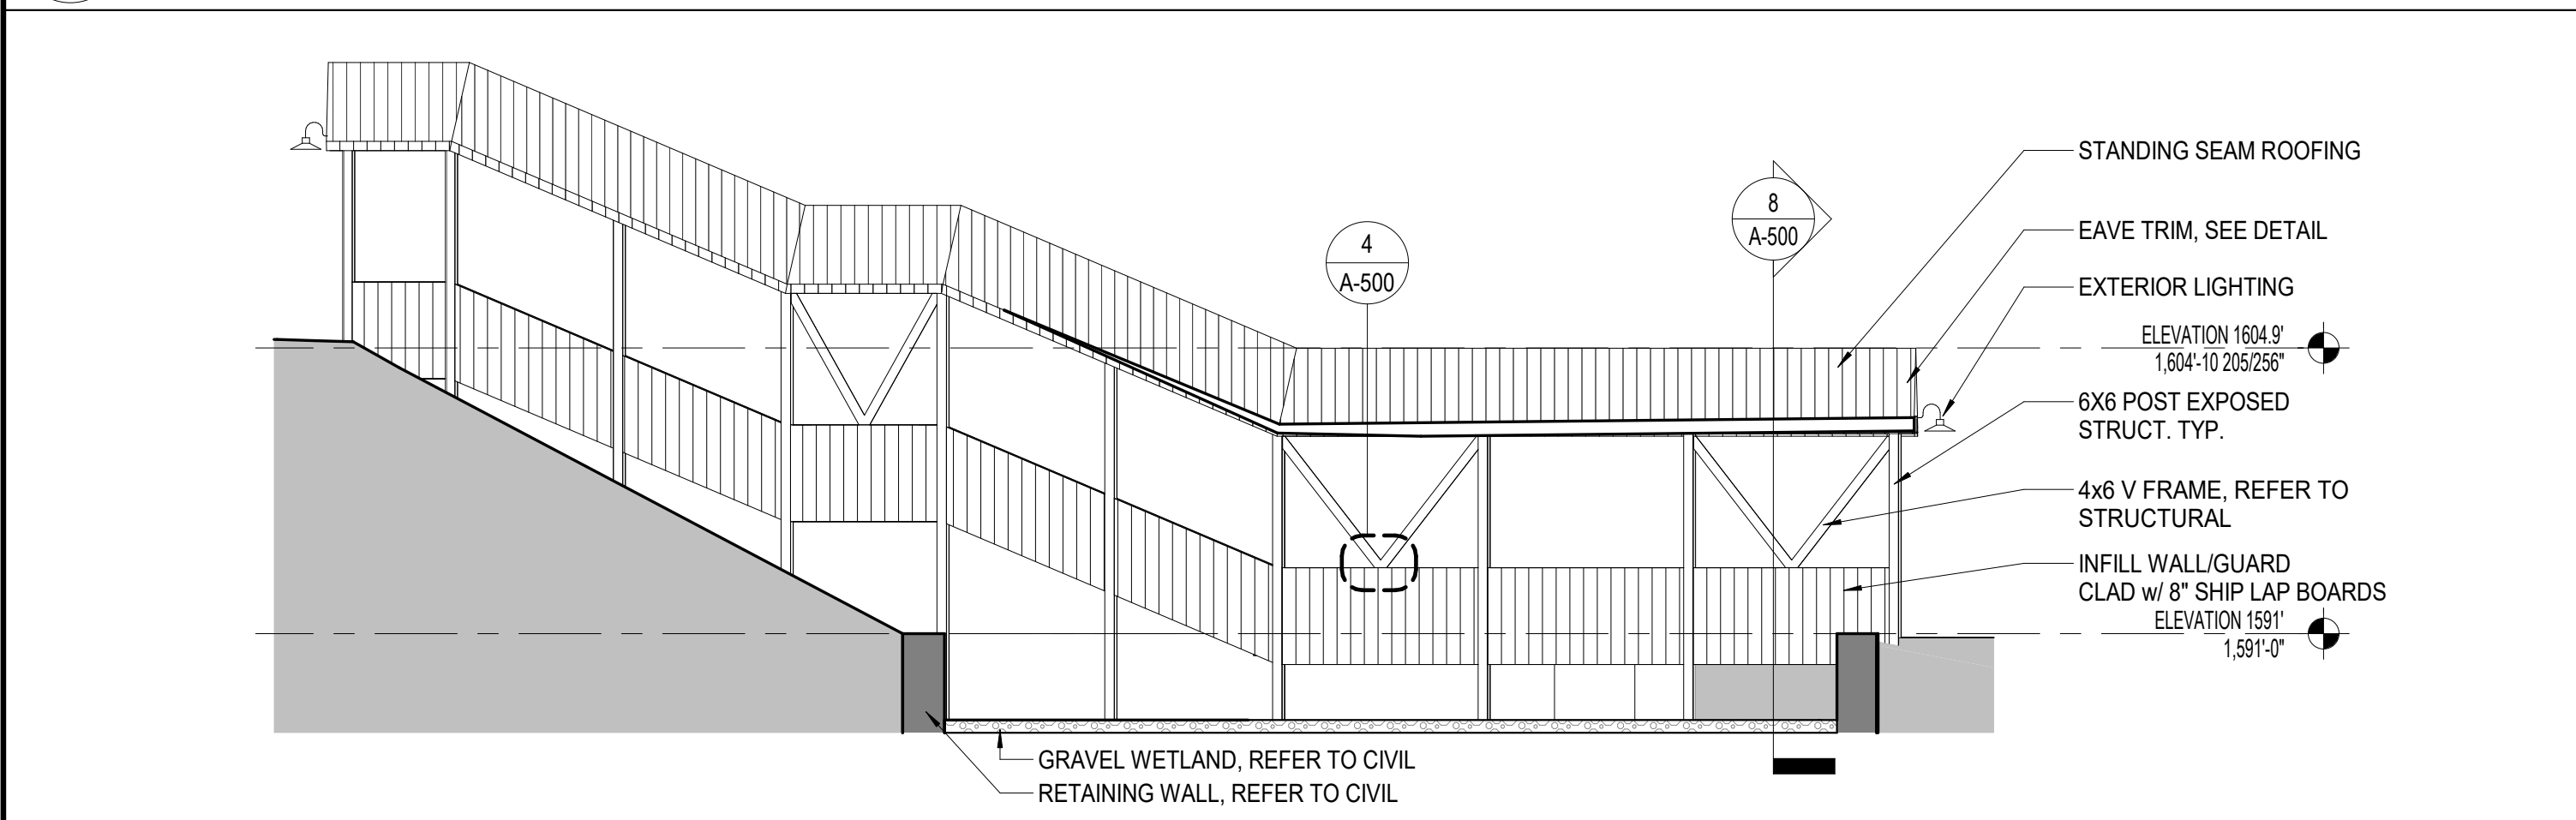 4
A-500
8
A-500
STANDING SEAM ROOFING
EAVE TRIM, SEE DETAIL
EXTERIOR LIGHTING
ELEVATION 1604.9'
1,604'-10 205/256"
6X6 POST EXPOSED
STRUCT. TYP.
4x6 V FRAME, REFER TO
STRUCTURAL
INFILL WALL/GUARD
CLAD w/ 8" SHIP LAP BOARDS
ELEVATION 1591'
1,591'-0"
GRAVEL WETLAND, REFER TO CIVIL
RETAINING WALL, REFER TO CIVIL